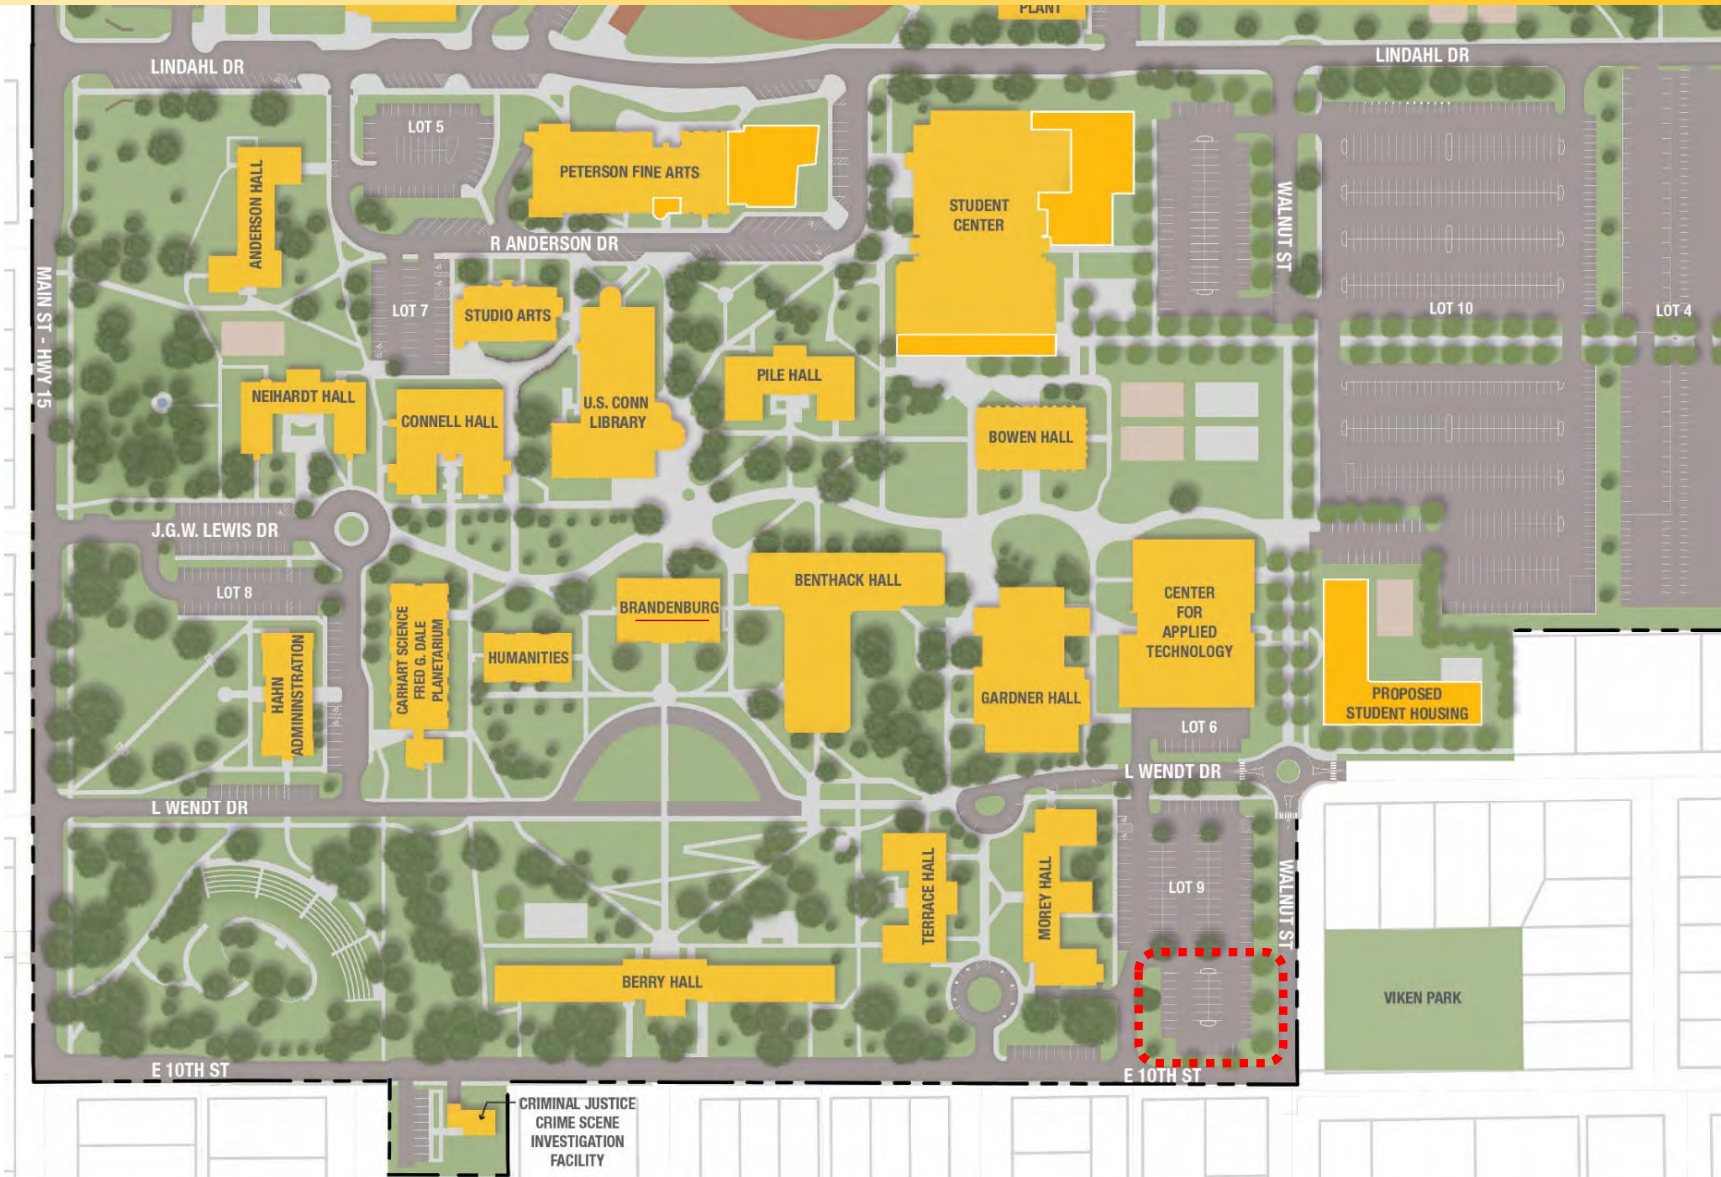 PLANT
LINDAHL DR
LINDAHL DR
LOT 5
PETERSON FINE ARTS
ANDERSON HALL
STUDENT
CENTER
WALNUT ST
R ANDERSON DR
MAIN ST - HWY 15
LOT 7
STUDIO ARTS
LOT 10
LOT 4
NEIHARDT HALL
CONNELL HALL
U.S. CONN
LIBRARY
PILE HALL
BOWEN HALL
J.G.W. LEWIS DR
LOT 8
BRANDENBURG
BENTHACK HALL
CENTER
FOR
APPLIED
TECHNOLOGY
CARHART SCIENCE
FRED G. DALE
PLANETARIUM
HUMANITIES
HAHN
ADMININSTRATION
GARDNER HALL
PROPOSED
STUDENT HOUSING
LOT 6
L WENDT DR
L WENDT DR
TERRACE HALL
MOREY HALL
LOT 9
WALNUT ST
BERRY HALL
VIKEN PARK
E 10TH ST
E 10TH ST
CRIMINAL JUSTICE
CRIME SCENE
INVESTIGATION
FACILITY